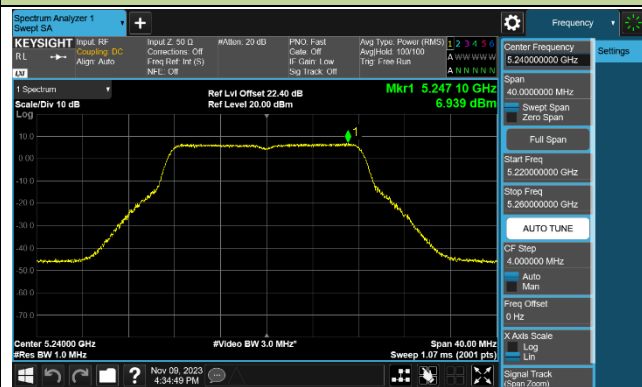 Spectrum Analyzer 1
Swept SA
Frequency
KEYSIGHT
RL
LXI
Input: RF
Coupling: DC
Align: Auto
Input Z: 50 Ω
Corrections: Off
Freq Ref: Int (S)
NFE: Off
#Atten: 20 dB
PNO: Fast
Gate: Off
IF Gain: Low
Sig Track: Off
Avg Type: Power (RMS)
Avg|Hold: 100/100
Trig: Free Run
1 2 3 4 5 6
A W W W W W
A N N N N N
1 Spectrum
Scale/Div 10 dB
Log
Ref Lvl Offset 22.40 dB
Ref Level 20.00 dBm
Mkr1 5.247 10 GHz
6.939 dBm
1
10.0
0.00
-10.0
-20.0
-30.0
-40.0
-50.0
-60.0
-70.0
Center 5.24000 GHz
#Res BW 1.0 MHz
#Video BW 3.0 MHz*
Span 40.00 MHz
Sweep 1.07 ms (2001 pts)
Nov 09, 2023
4:34:49 PM
Center Frequency
5.240000000 GHz
Settings
Span
40.0000000 MHz
Swept Span
Zero Span
Full Span
Start Freq
5.220000000 GHz
Stop Freq
5.260000000 GHz
AUTO TUNE
CF Step
4.000000 MHz
Auto
Man
Freq Offset
0 Hz
X Axis Scale
Log
Lin
Signal Track
(Span Zoom)